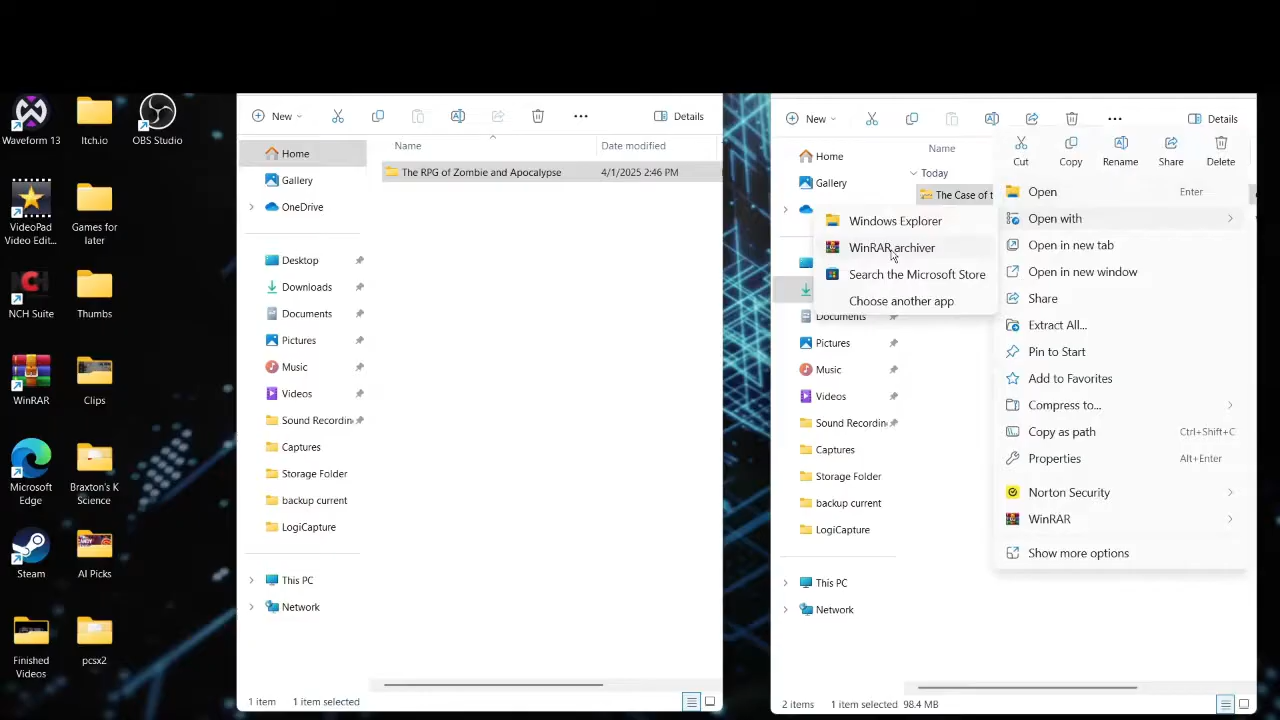 Waveform 13
Itch.io
OBS Studio
VideoPad
Video Edit...
Games for
later
NCH Suite
Thumbs
WinRAR
Clips
Microsoft
Edge
Braxton's K
Science
Steam
AI Picks
Finished
Videos
pcsx2
New
Details
Name
Date modified
The RPG of Zombie and Apocalypse
4/1/2025 2:46 PM
Home
Gallery
OneDrive
Desktop
Downloads
Documents
Pictures
Music
Videos
Sound Recordin
Captures
Storage Folder
backup current
LogiCapture
This PC
Network
1 item 1 item selected
New
Details
Name
Today
The Case of t
Home
Gallery
Documents
Pictures
Music
Videos
Sound Recordin
Captures
Storage Folder
backup current
LogiCapture
This PC
Network
2 items 1 item selected 98.4 MB
Windows Explorer
WinRAR archiver
Search the Microsoft Store
Choose another app
Cut
Copy
Rename
Share
Delete
Open Enter
Open with
Open in new tab
Open in new window
Share
Extract All...
Pin to Start
Add to Favorites
Compress to...
Copy as path Ctrl+Shift+C
Properties Alt+Enter
Norton Security
WinRAR
Show more options